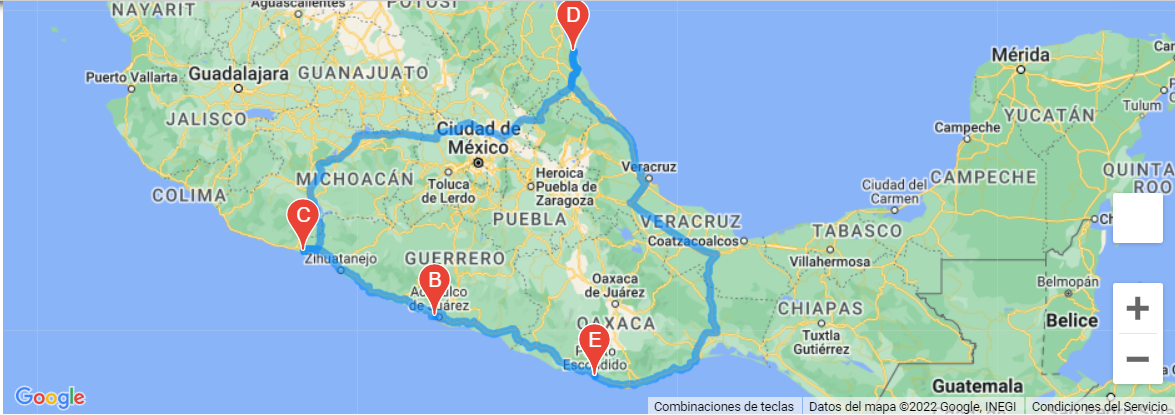 NAYARIT
Aguascalientes
POTOSÍ
D
Puerto Vallarta
Guadalajara
GUANAJUATO
Mérida
JALISCO
Ciudad de
México
YUCATÁN
Tulum
Campeche
COLIMA
MICHOACÁN
Toluca
de Lerdo
Heroica
Puebla de
Zaragoza
Veracruz
Ciudad del
Carmen
CAMPECHE
QUINTA
ROO
C
PUEBLA
VERACRUZ
Coatzacoalcos
TABASCO
Villahermosa
Zihuatanejo
GUERRERO
B
de Juárez
Oaxaca
de Juárez
Belmopán
OAXACA
CHIAPAS
Tuxtla
Gutiérrez
Belice
+
−
E
Escondido
Guatemala
Google
Combinaciones de teclas
Datos del mapa ©2022 Google, INEGI
Condiciones del Servicio